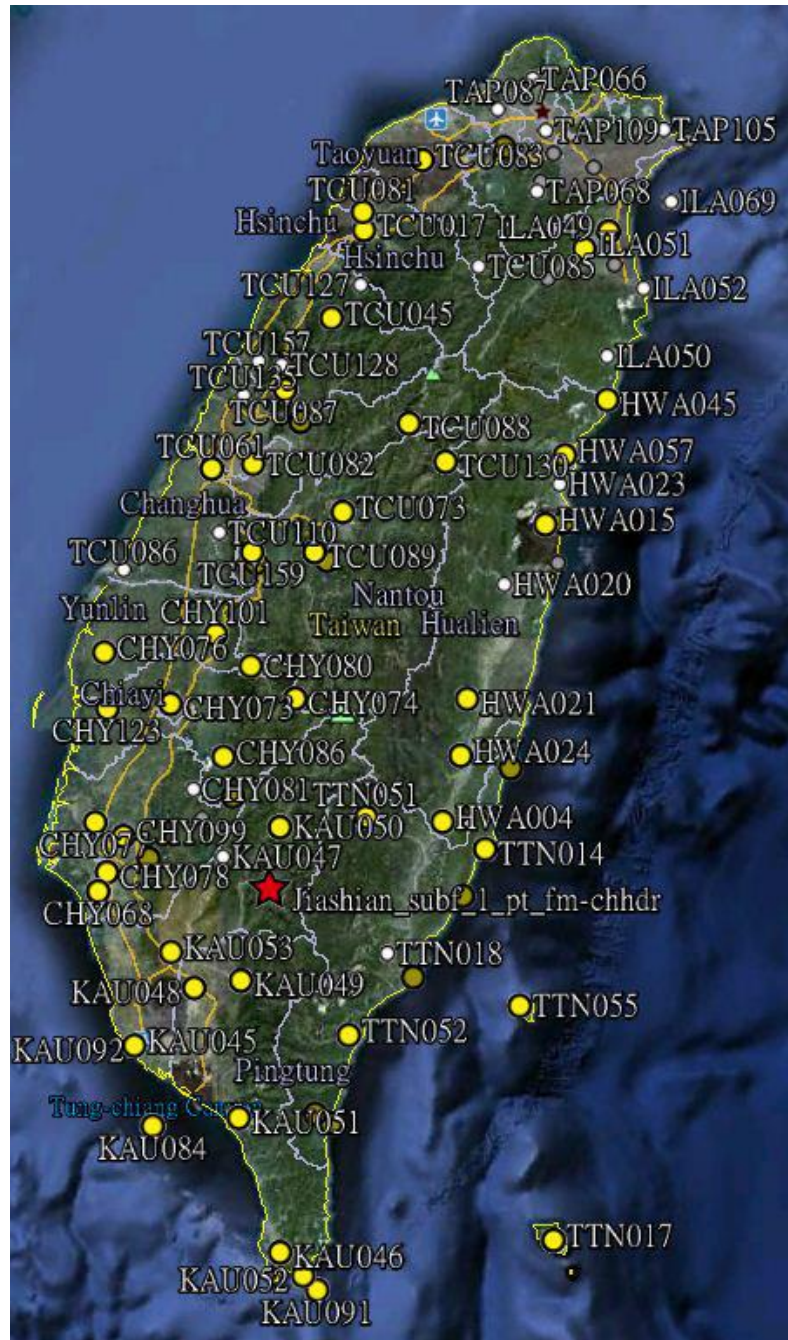 TAP066
TAP087
TAP109
TAP105
Taoyuan
TCU083
TCU081
TAP068
ILA069
Hsinchu
TCU017
ILA049
ILA051
Hsinchu
TCU085
TCU127
ILA052
TCU045
TCU157
TCU128
ILA050
TCU135
TCU087
HWA045
TCU088
TCU061
TCU082
TCU130
HWA057
HWA023
Changhua
TCU073
HWA015
TCU110
TCU086
TCU089
TCU159
HWA020
Nantou
Yunlin
CHY101
Taiwan
Hualien
CHY076
CHY080
Chiayi
CHY073
CHY074
HWA021
CHY123
CHY086
HWA024
CHY081
TTN051
KAU050
HWA004
CHY07
CHY099
KAU047
TTN014
CHY078
CHY068
Jiashian_subf_1_pt_fm-chhdr
KAU053
TTN018
KAU048
KAU049
TTN055
KAU092
KAU045
TTN052
Pingtung
Tung-chiang
KAU051
KAU084
TTN017
KAU046
KAU052
KAU091